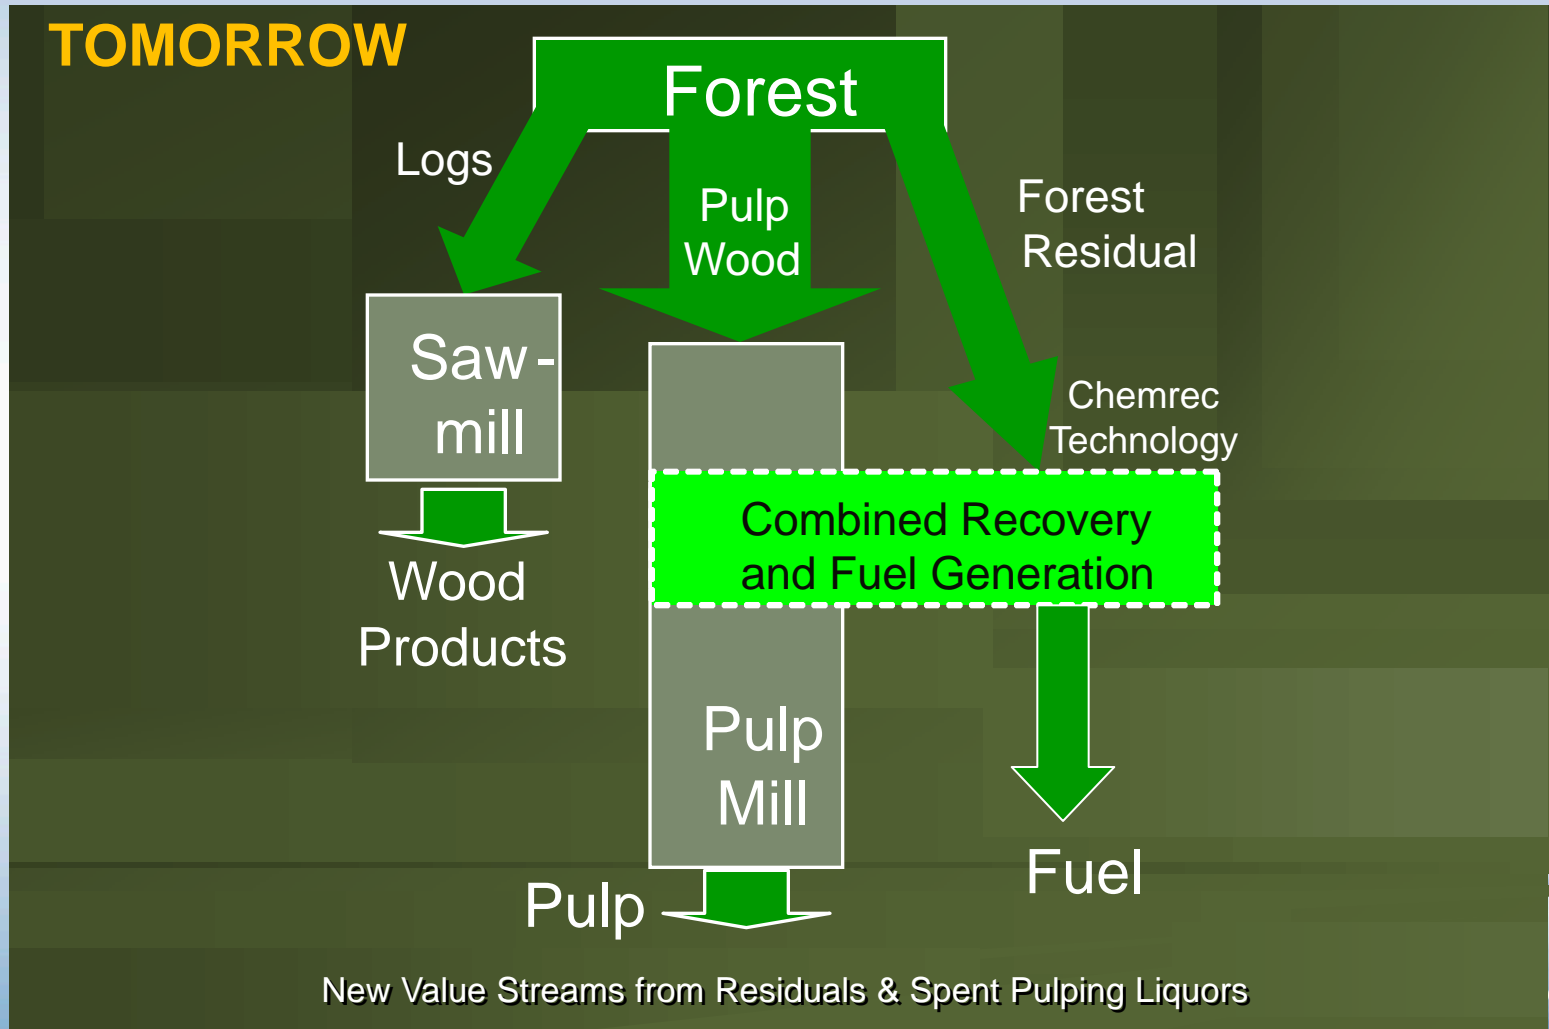 TOMORROW
Forest
Logs
Pulp
Wood
Forest
Residual
Saw-
mill
Chemrec
Technology
Combined Recovery
and Fuel Generation
Wood
Products
Pulp
Mill
Fuel
Pulp
New Value Streams from Residuals & Spent Pulping Liquors